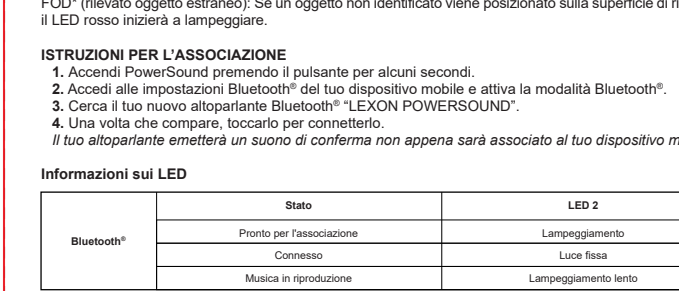 FOD* (rilevato oggetto estraneo): Se un oggetto non identificato viene posizionato sulla superficie di
il LED rosso inizierà a lampeggiare.
ISTRUZIONI PER L'ASSOCIAZIONE
1. Accendi PowerSound premendo il pulsante per alcuni secondi.
2. Accedi alle impostazioni Bluetooth® del tuo dispositivo mobile e attiva la modalità Bluetooth®.
3. Cerca il tuo nuovo altoparlante Bluetooth® “LEXON POWERSOUND”.
4. Una volta che compare, toccarlo per connetterlo.
Il tuo altoparlante emetterà un suono di conferma non appena sarà associato al tuo dispositivo
Informazioni sui LED
Stato LED 2
Bluetooth®
Pronto per l'associazione Lampeggiamento
Connesso Luce fissa
Musica in riproduzione Lampeggiamento lento